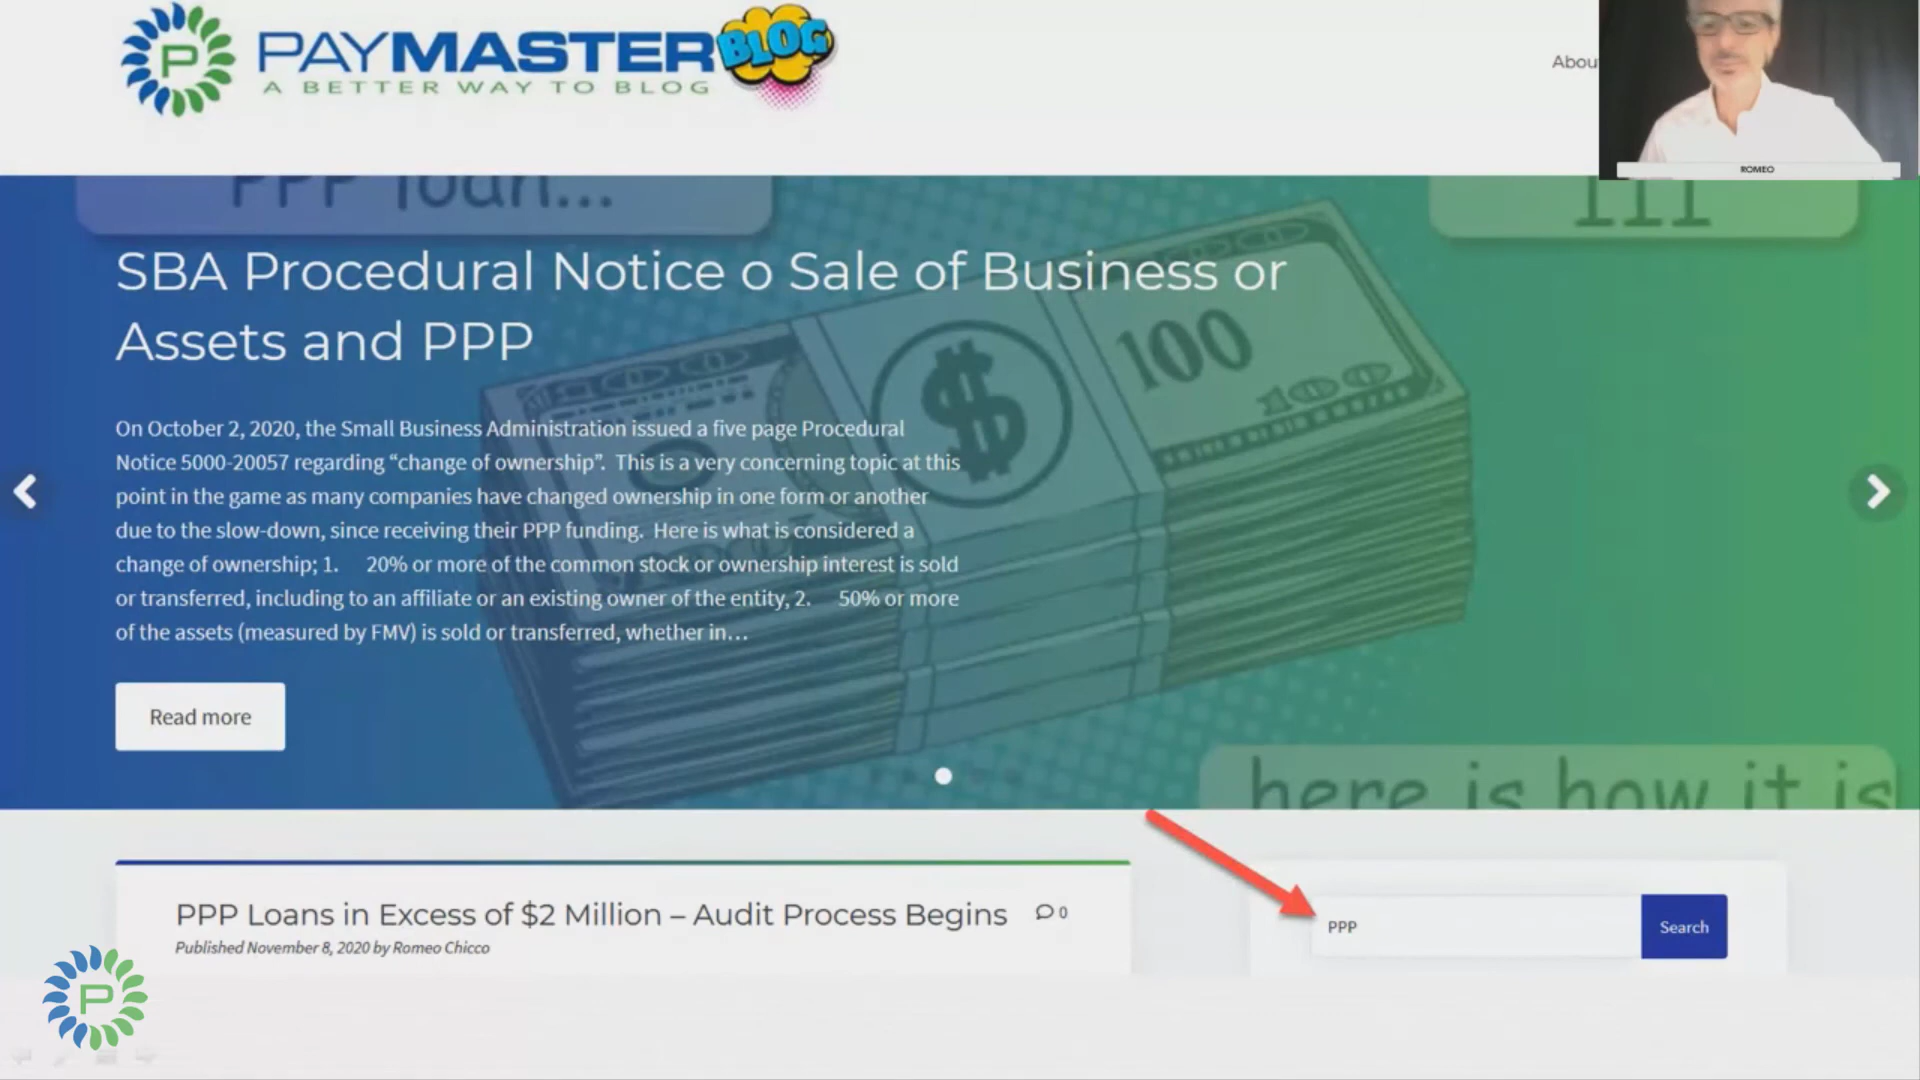 PAYMASTER BLOG
A BETTER WAY TO BLOG
Abou
ROMEO
PPP loan...
SBA Procedural Notice o Sale of Business or
Assets and PPP
100
100
On October 2, 2020, the Small Business Administration issued a five page Procedural
Notice 5000-20057 regarding “change of ownership”. This is a very concerning topic at this
point in the game as many companies have changed ownership in one form or another
due to the slow-down, since receiving their PPP funding. Here is what is considered a
change of ownership; 1. 20% or more of the common stock or ownership interest is sold
or transferred, including to an affiliate or an existing owner of the entity, 2. 50% or more
of the assets (measured by FMV) is sold or transferred, whether in…
Read more
here is how it is
PPP Loans in Excess of $2 Million – Audit Process Begins
0
Published November 8, 2020 by Romeo Chicco
PPP
Search
P